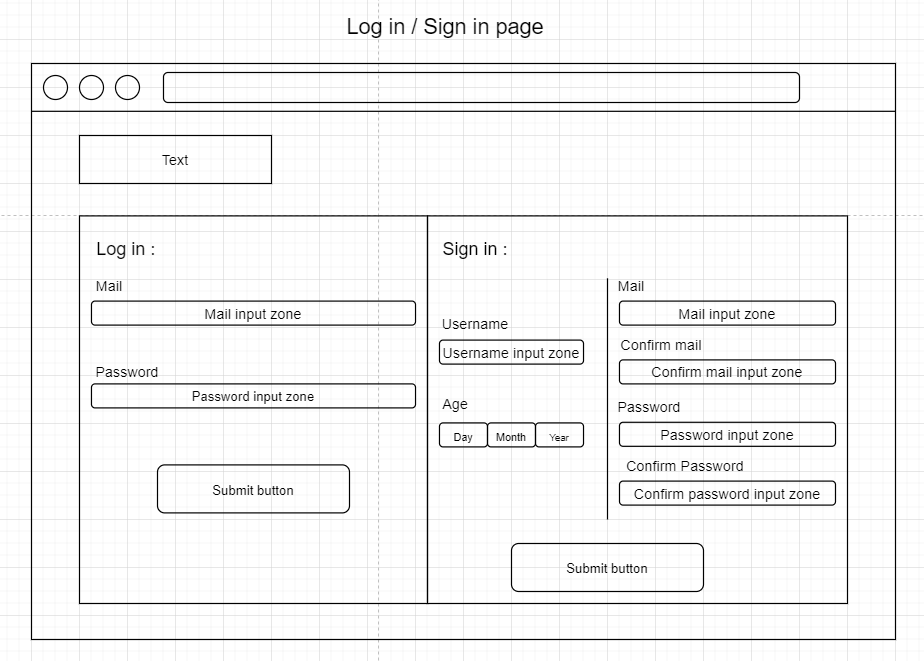 Log in / Sign in page
Text
Log in :
Mail
Mail input zone
Password
Password input zone
Submit button
Sign in :
Username
Username input zone
Age
Day Month Year
Mail
Mail input zone
Confirm mail
Confirm mail input zone
Password
Password input zone
Confirm Password
Confirm password input zone
Submit button